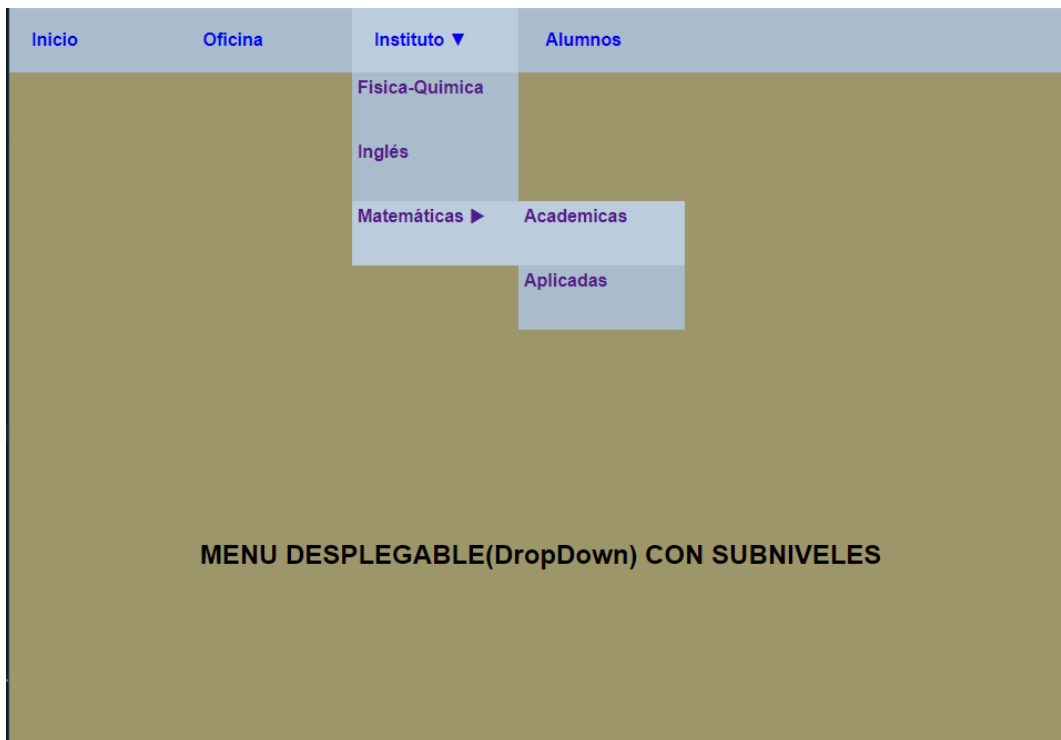 Inicio Oficina Instituto ▼ Alumnos
Fisica-Quimica
Inglés
Matemáticas ▶ Academicas
Aplicadas
MENU DESPLEGABLE(DropDown) CON SUBNIVELES